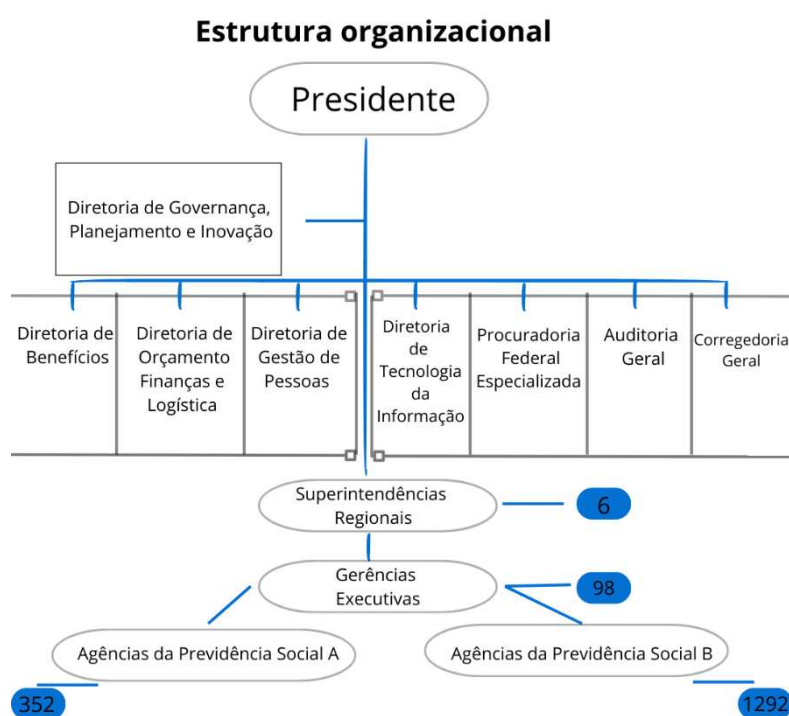 Estrutura organizacional
Presidente
Diretoria de Governança,
Planejamento e Inovação
Diretoria de
Benefícios
Diretoria de
Orçamento
Finanças e
Logística
Diretoria de
Gestão de
Pessoas
Diretoria
de
Tecnologia
da
Informação
Procuradoria
Federal
Especializada
Auditoria
Geral
Corregedoria
Geral
Superintendências
Regionais
6
Gerências
Executivas
98
Agências da Previdência Social A
Agências da Previdência Social B
352
1292